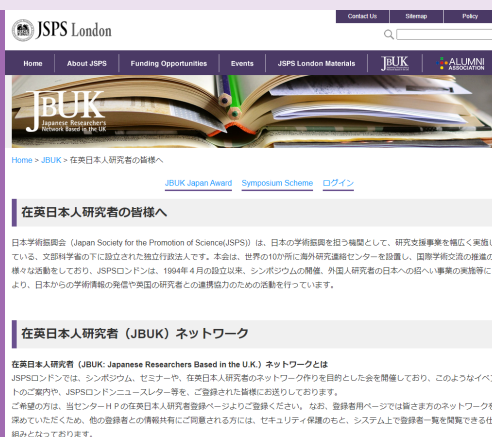 Contact Us Sitemap Policy
JSPS London
Home About JSPS Funding Opportunities Events JSPS London Materials JBUK ALUMNI ASSOCIATION
JBUK
Japanese Researchers
Network Based in the UK
Home > JBUK > 在英日本人研究者の皆様へ
JBUK Japan Award Symposium Scheme ログイン
在英日本人研究者の皆様へ
日本学術振興会（Japan Society for the Promotion of Science(JSPS)）は、日本の学術振興を担う機関として、研究支援事業を幅広く実施し
ている、文部科学省の下に設立された独立行政法人です。本会は、世界の10か所に海外研究連絡センターを設置し、国際学術交流の推進の
様々な活動をしており、JSPSロンドンは、1994年４月の設立以来、シンポジウムの開催、外国人研究者の日本への招へい事業の実施等に
より、日本からの学術情報の発信や英国の研究者との連携協力のための活動を行っています。
在英日本人研究者（JBUK）ネットワーク
在英日本人研究者（JBUK: Japanese Researchers Based in the U.K.）ネットワークとは
JSPSロンドンでは、シンポジウム、セミナーや、在英日本人研究者のネットワーク作りを目的とした会を開催しており、このようなイベ
トのご案内や、JSPSロンドンニュースレター等を、ご登録された皆様にお送りしております。
ご希望の方は、当センターＨＰの在英日本人研究者登録ページよりご登録ください。 なお、登録者用ページでは皆さま方のネットワークを
深めていただくため、他の登録者との情報共有にご同意される方には、セキュリティ保護のもと、システム上で登録者一覧を閲覧できる仕
組みとなっております。